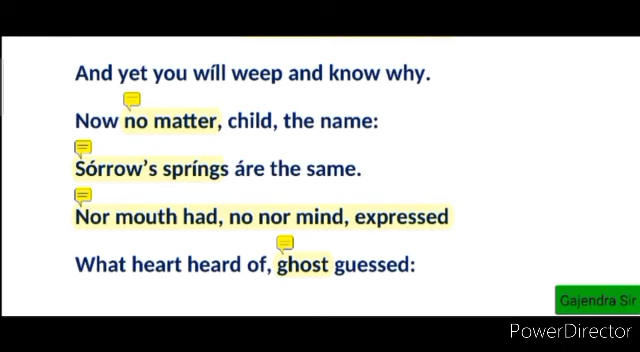 And yet you wíll weep and know why.
Now no matter, child, the name:
Sórrow's spríngs áre the same.
Nor mouth had, no nor mind, expressed
What heart heard of, ghost guessed:
Gajendra Sir
PowerDirector